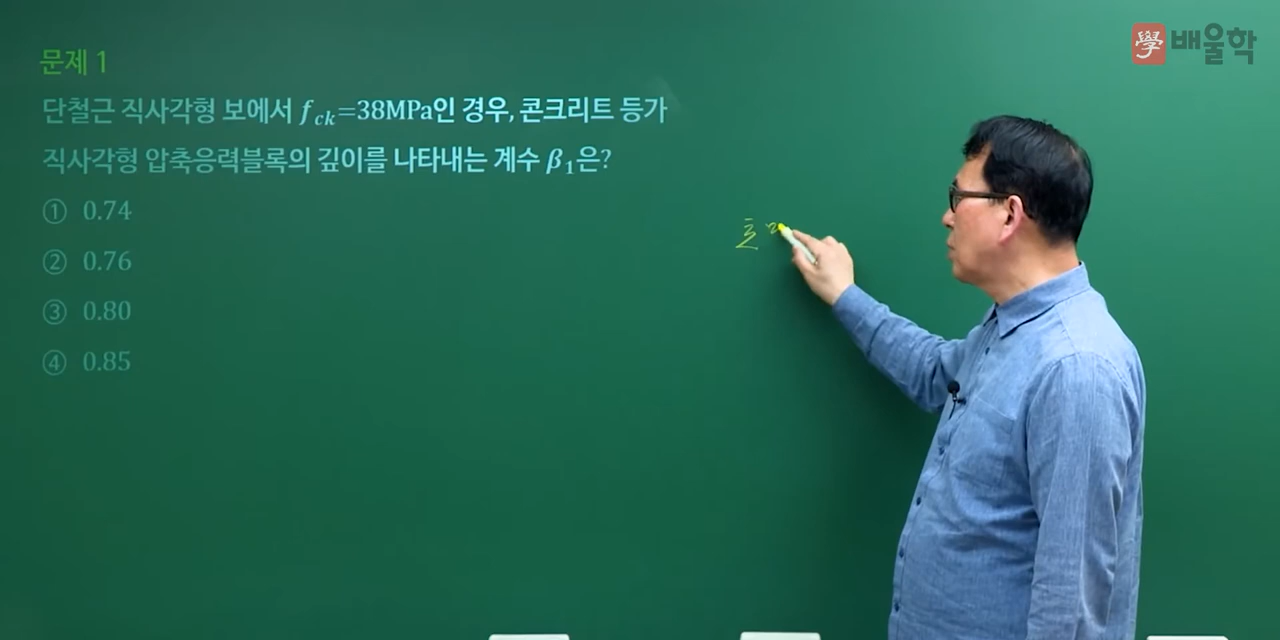 學 배울학
문제 1
단철근 직사각형 보에서 f_ck=38MPa인 경우, 콘크리트 등가
직사각형 압축응력블록의 깊이를 나타내는 계수 β₁은?
① 0.74
② 0.76
③ 0.80
④ 0.85